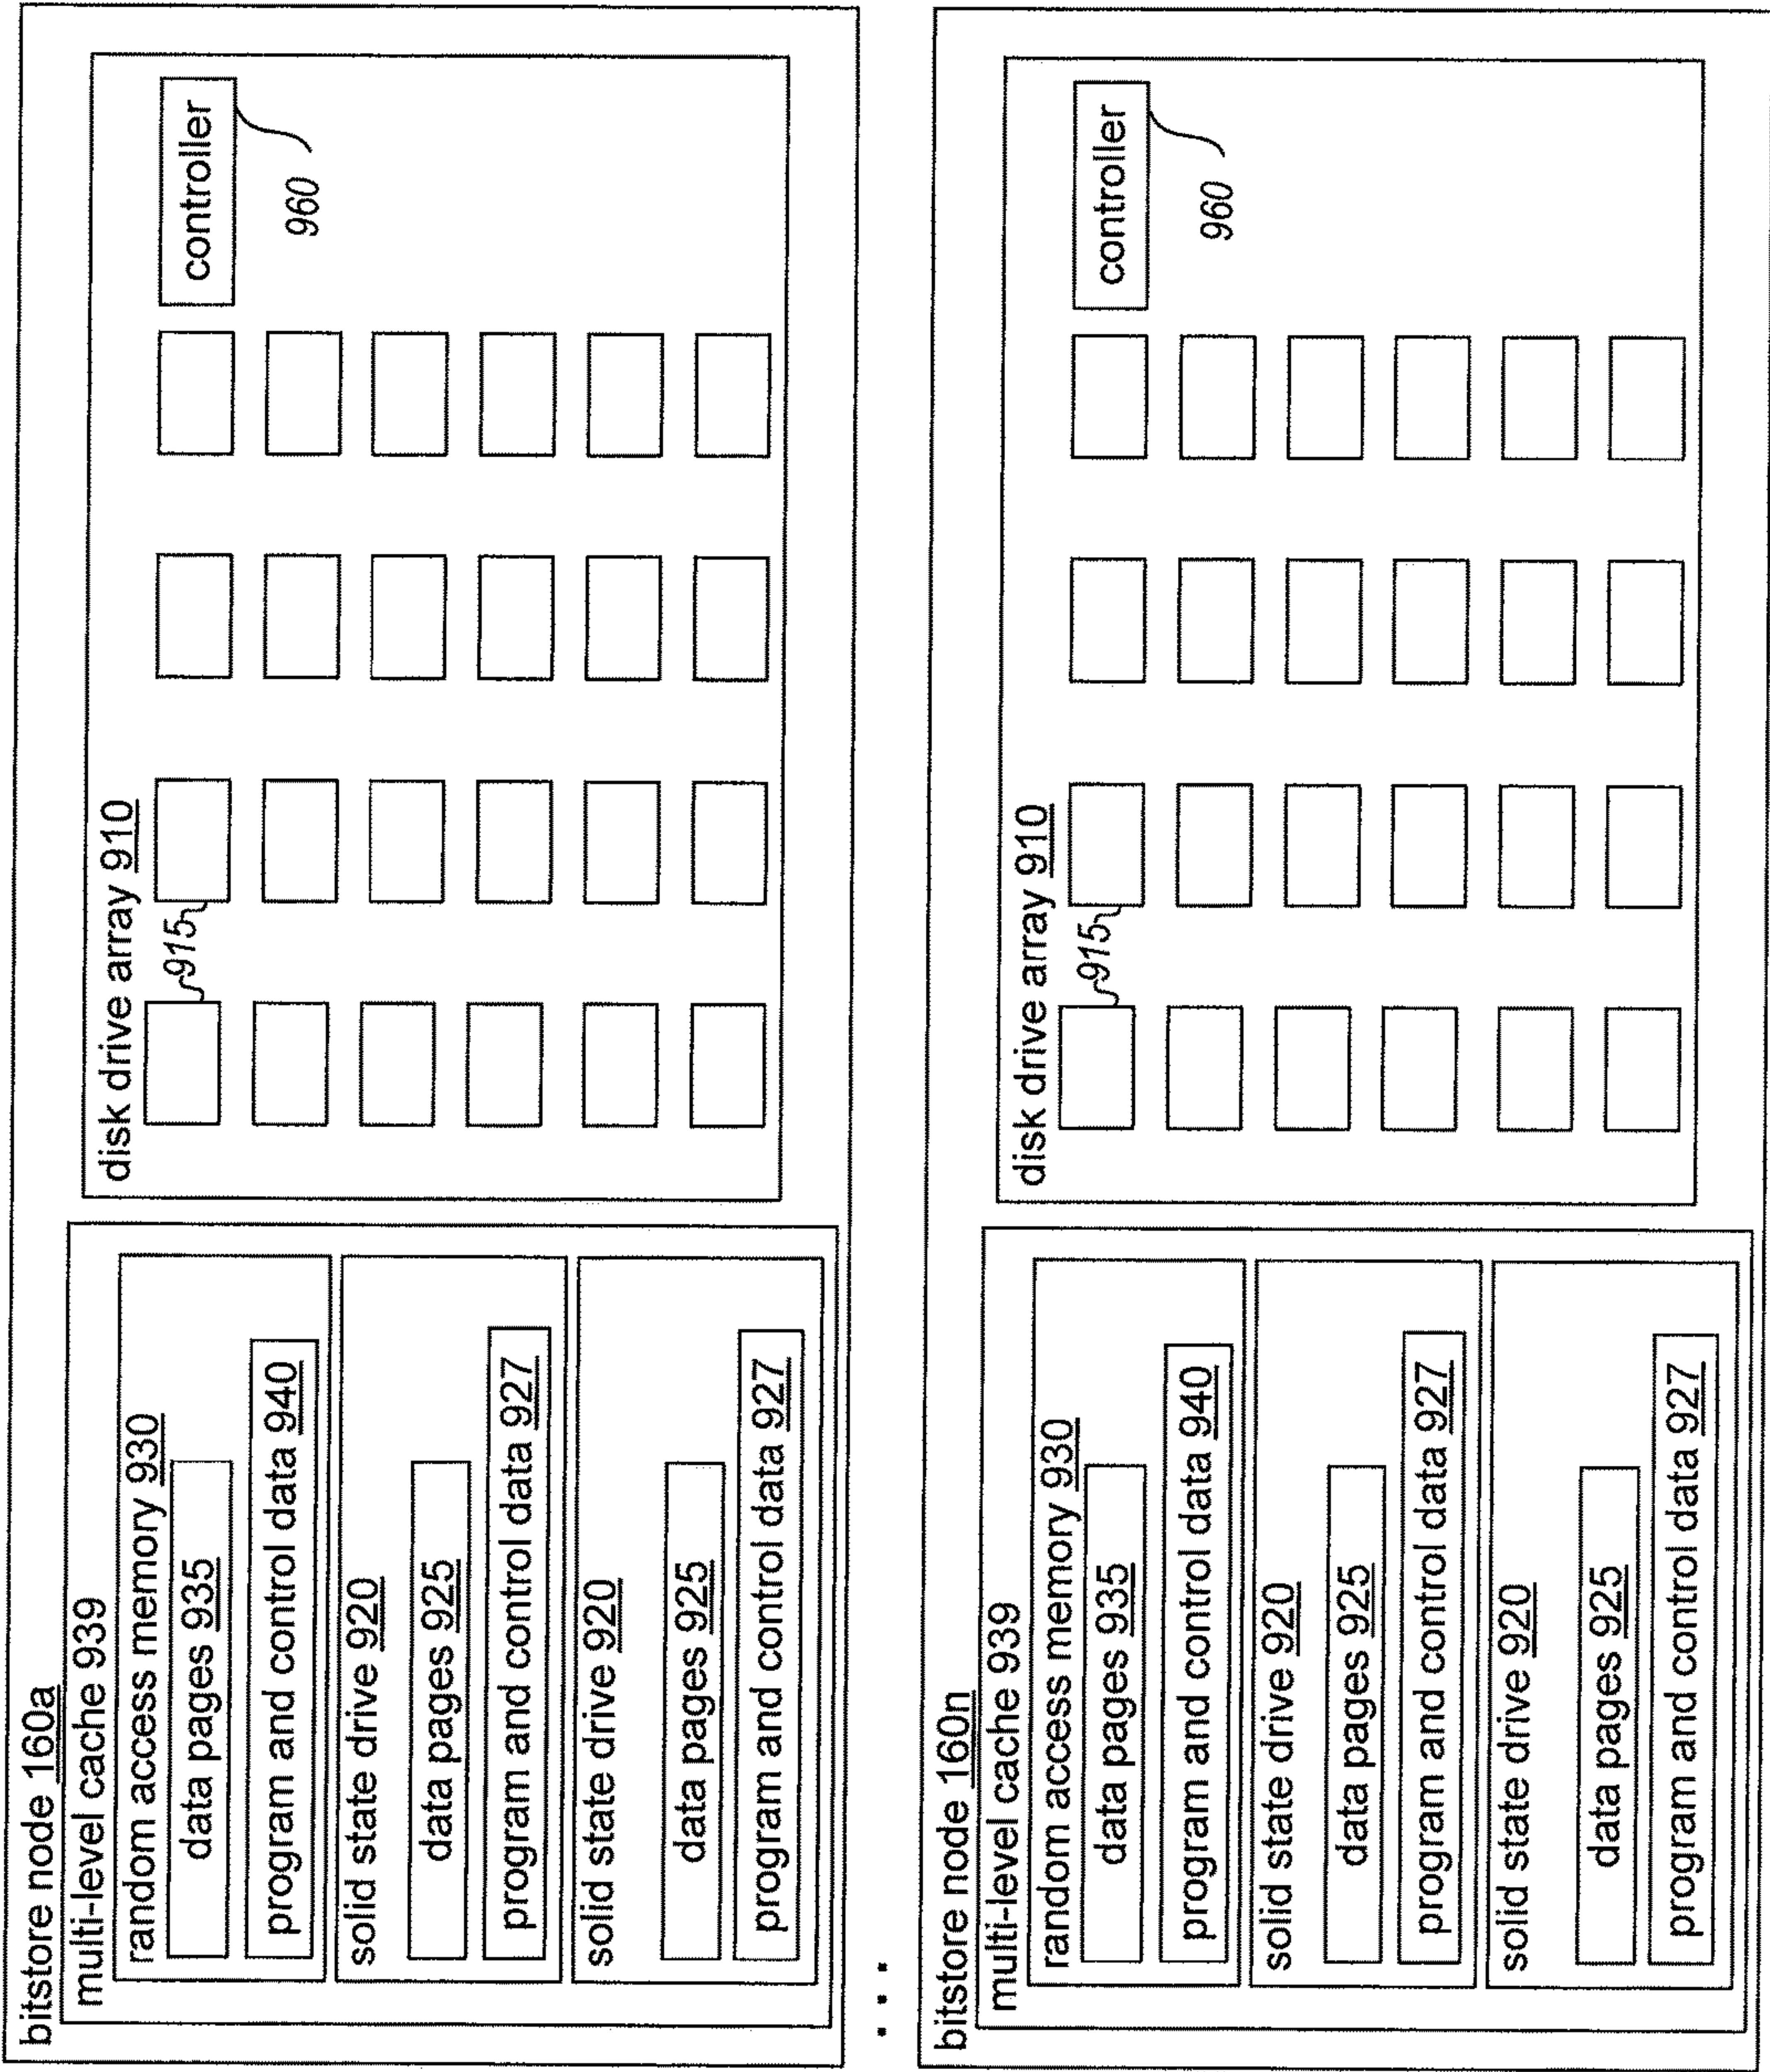 bitstore node 160a
multi-level cache 939
random access memory 930
data pages 935
program and control data 940
solid state drive 920
data pages 925
program and control data 927
solid state drive 920
data pages 925
program and control data 927
disk drive array 910
915
controller
960
...
bitstore node 160n
multi-level cache 939
random access memory 930
data pages 935
program and control data 940
solid state drive 920
data pages 925
program and control data 927
solid state drive 920
data pages 925
program and control data 927
disk drive array 910
915
controller
960